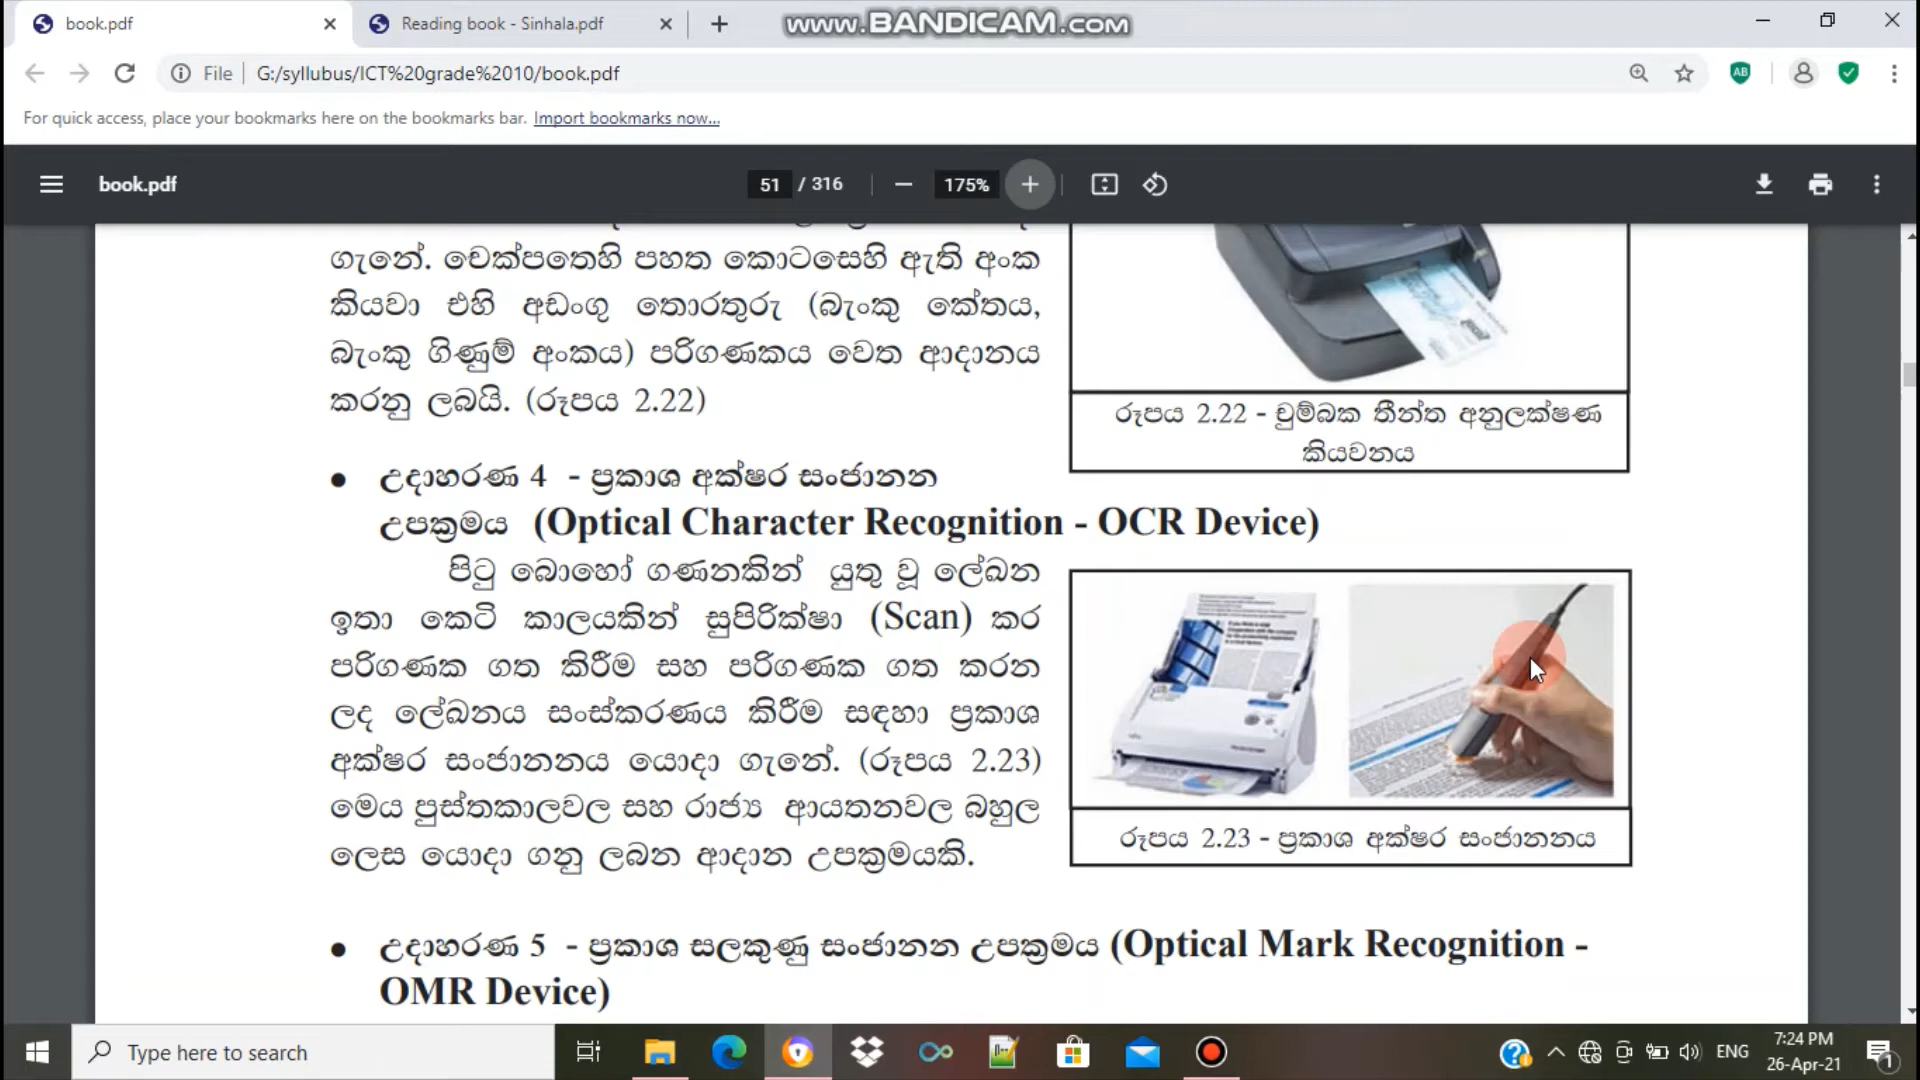 book.pdf
Reading book - Sinhala.pdf
www.BANDICAM.com
File
G:/syllubus/ICT%20grade%2010/book.pdf
For quick access, place your bookmarks here on the bookmarks bar. Import bookmarks now...
book.pdf
51 / 316
175%
ගැනේ. චෙක්පතෙහි පහත කොටසෙහි ඇති අංක
කියවා එහි අඩංගු තොරතුරු (බැංකු කේතය,
බැංකු ගිණුම් අංකය) පරිගණකය වෙත ආදානය
කරනු ලබයි. (රූපය 2.22)
රූපය 2.22 - චුම්බක තීන්ත අනුලක්ෂණ
කියවනය
• උදාහරණ 4 - ප්‍රකාශ අක්ෂර සංජානන
උපක්‍රමය (Optical Character Recognition - OCR Device)
පිටු බොහෝ ගණනකින් යුතු වූ ලේඛන
ඉතා කෙටි කාලයකින් සුපිරික්ෂා (Scan) කර
පරිගණක ගත කිරීම සහ පරිගණක ගත කරන
ලද ලේඛනය සංස්කරණය කිරීම සඳහා ප්‍රකාශ
අක්ෂර සංජානනය යොදා ගැනේ. (රූපය 2.23)
මෙය පුස්තකාලවල සහ රාජ්‍ය ආයතනවල බහුල
ලෙස යොදා ගනු ලබන ආදාන උපක්‍රමයකි.
රූපය 2.23 - ප්‍රකාශ අක්ෂර සංජානනය
• උදාහරණ 5 - ප්‍රකාශ සලකුණු සංජානන උපක්‍රමය (Optical Mark Recognition -
OMR Device)
Type here to search
ENG
7:24 PM
26-Apr-21
1